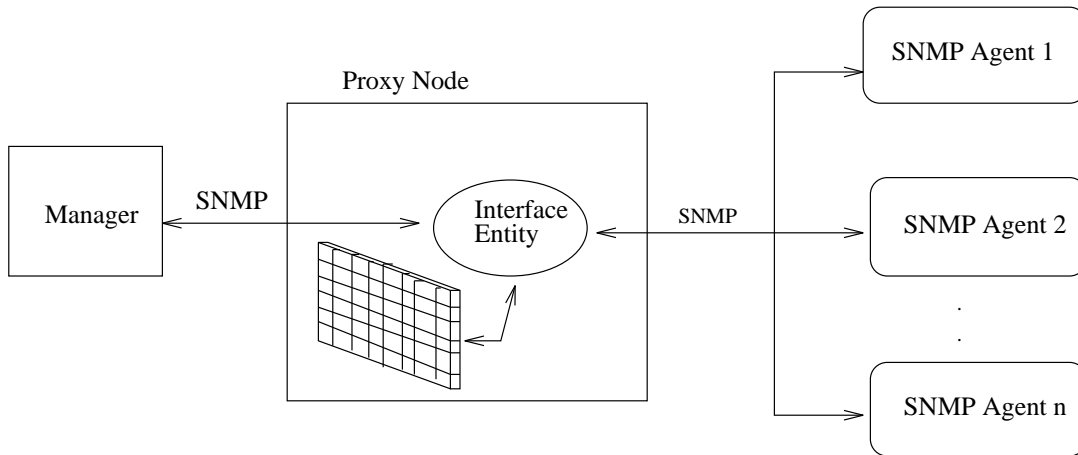 Proxy Node
Manager
SNMP
Interface
Entity
SNMP
SNMP Agent 1
SNMP Agent 2
.
.
SNMP Agent n